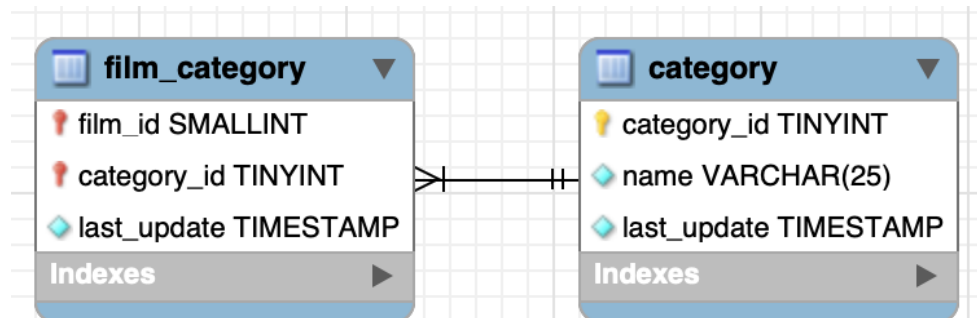 film_category
film_id SMALLINT
category_id TINYINT
last_update TIMESTAMP
Indexes
category
category_id TINYINT
name VARCHAR(25)
last_update TIMESTAMP
Indexes